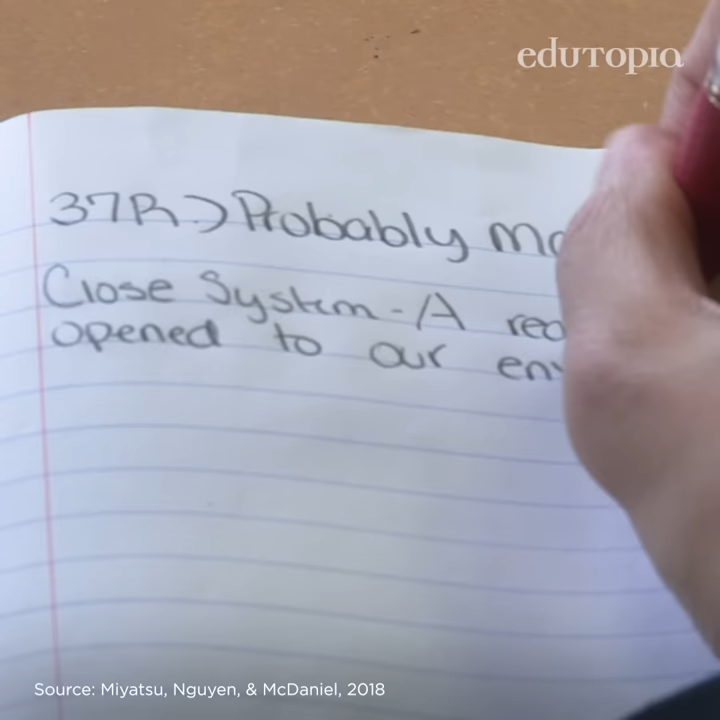 edutopia
37R) Probably
Close System - A
opened to our
Source: Miyatsu, Nguyen, & McDaniel, 2018